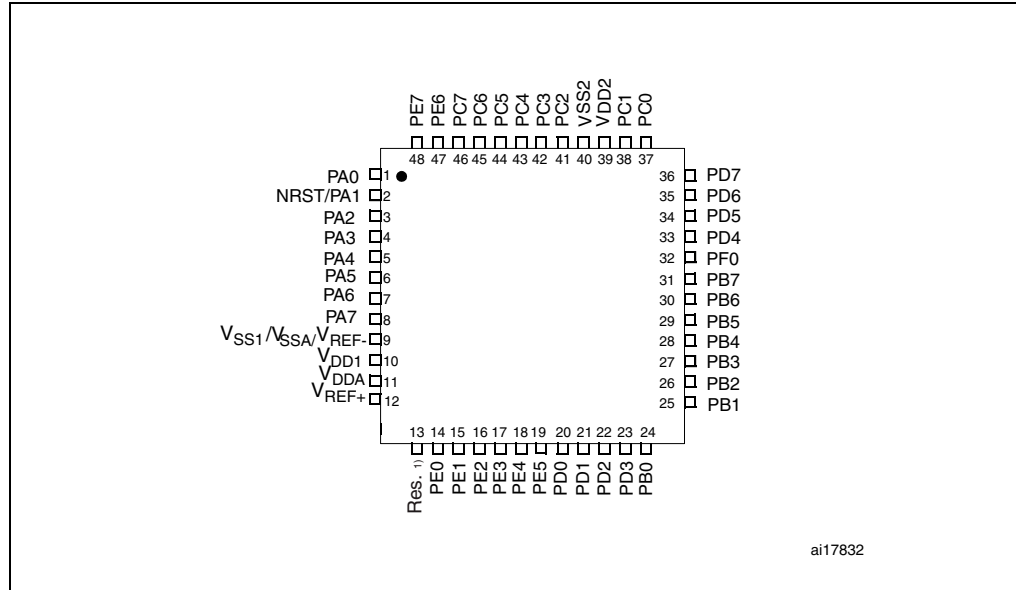 PE7
PE6
PC7
PC6
PC5
PC4
PC3
PC2
VSS2
VDD2
PC1
PC0
48 47 46 45 44 43 42 41 40 39 38 37
PA0 1
NRST/PA1 2
PA2 3
PA3 4
PA4 5
PA5 6
PA6 7
PA7 8
VSS1/VSSA/VREF- 9
VDD1 10
VDDA 11
VREF+ 12
36 PD7
35 PD6
34 PD5
33 PD4
32 PF0
31 PB7
30 PB6
29 PB5
28 PB4
27 PB3
26 PB2
25 PB1
13 14 15 16 17 18 19 20 21 22 23 24
Res. 1)
PE0
PE1
PE2
PE3
PE4
PE5
PD0
PD1
PD2
PD3
PB0
ai17832